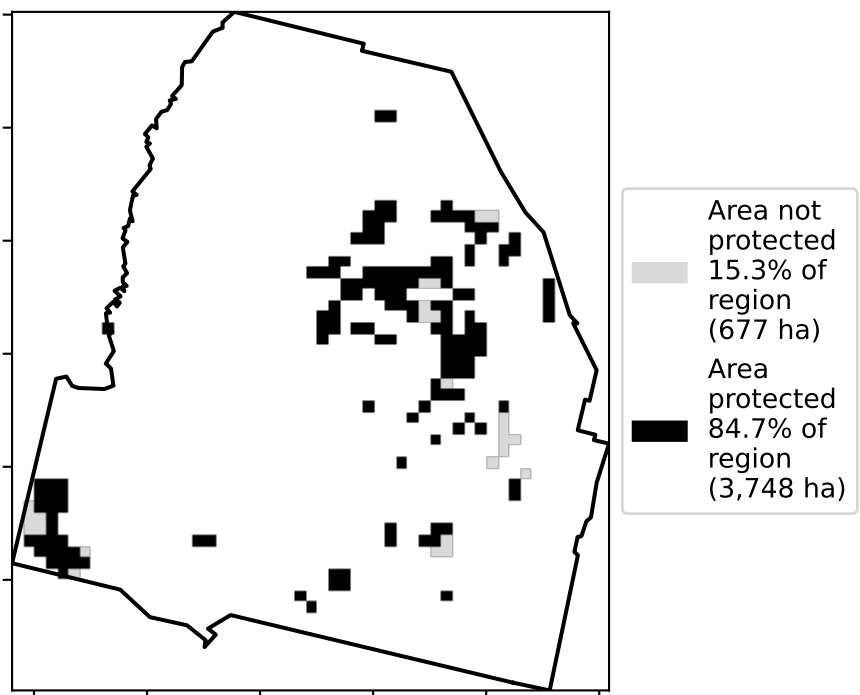 Area not
protected
15.3% of
region
(677 ha)
Area
protected
84.7% of
region
(3,748 ha)